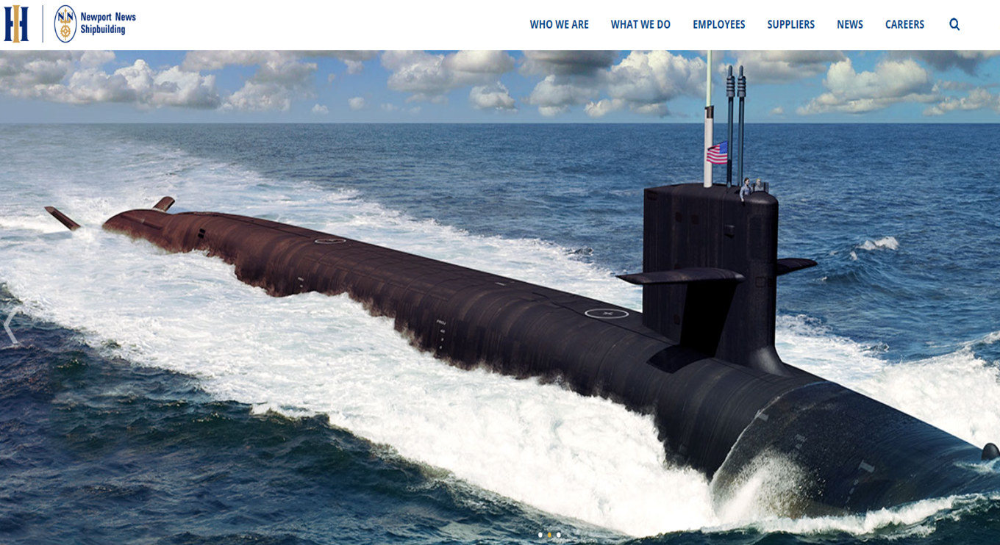 Newport News
Shipbuilding
WHO WE ARE
WHAT WE DO
EMPLOYEES
SUPPLIERS
NEWS
CAREERS